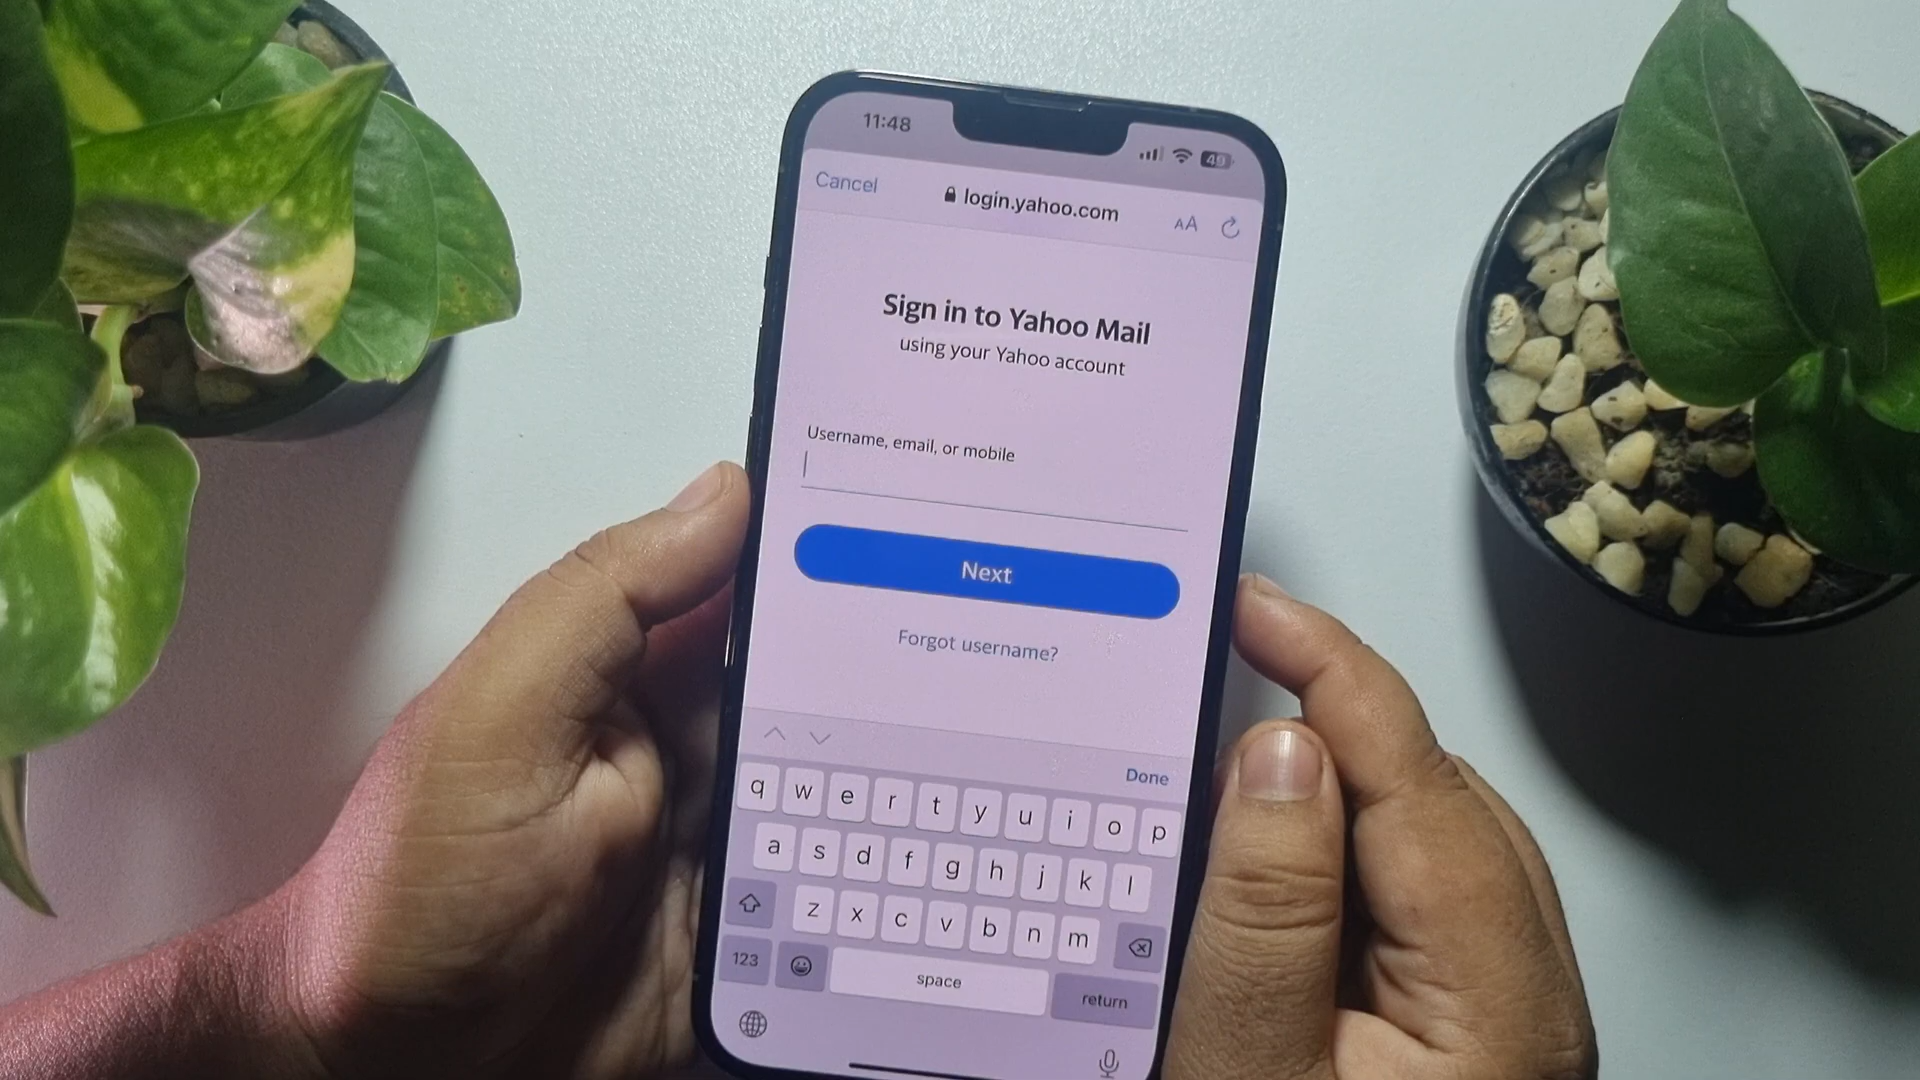 11:48
49
Cancel
login.yahoo.com
AA
Sign in to Yahoo Mail
using your Yahoo account
Username, email, or mobile
Next
Forgot username?
Done
q w e r t y u i o p
a s d f g h j k l
z x c v b n m
123
space
return